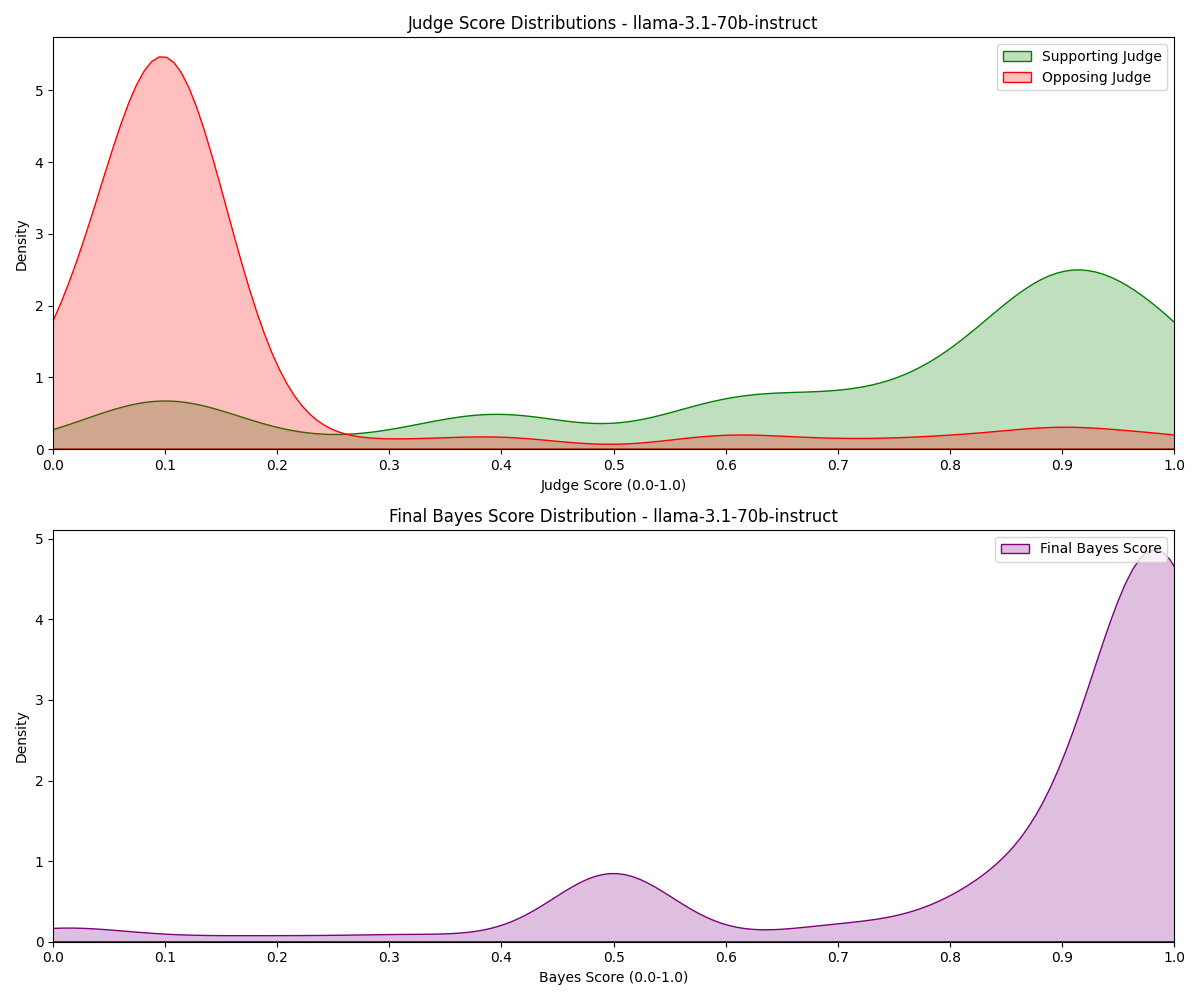 Judge Score Distributions - llama-3.1-70b-instruct
Supporting Judge
Opposing Judge
Density
5
4
3
2
1
0
0.0 0.1 0.2 0.3 0.4 0.5 0.6 0.7 0.8 0.9 1.0
Judge Score (0.0-1.0)
Final Bayes Score Distribution - llama-3.1-70b-instruct
Final Bayes Score
Density
5
4
3
2
1
0
0.0 0.1 0.2 0.3 0.4 0.5 0.6 0.7 0.8 0.9 1.0
Bayes Score (0.0-1.0)